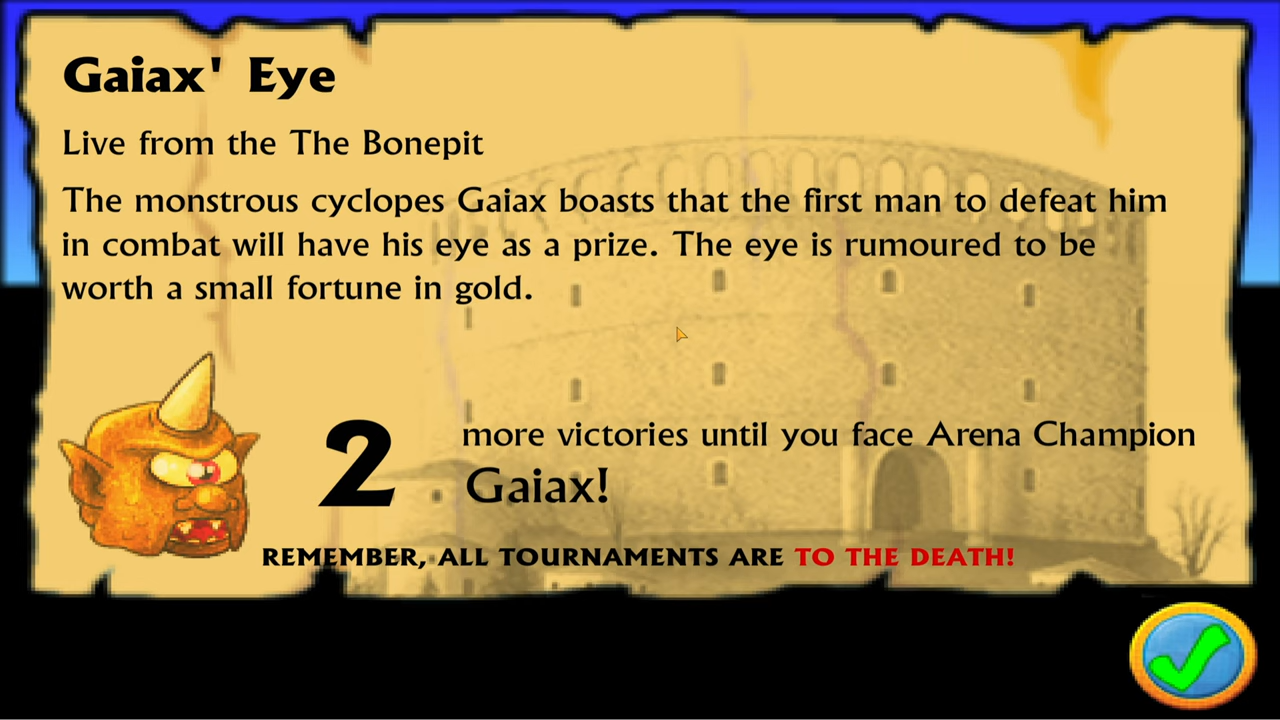 Gaiax' Eye
Live from the The Bonepit
The monstrous cyclopes Gaiax boasts that the first man to defeat him
in combat will have his eye as a prize. The eye is rumoured to be
worth a small fortune in gold.
2
more victories until you face Arena Champion
Gaiax!
REMEMBER, ALL TOURNAMENTS ARE TO THE DEATH!